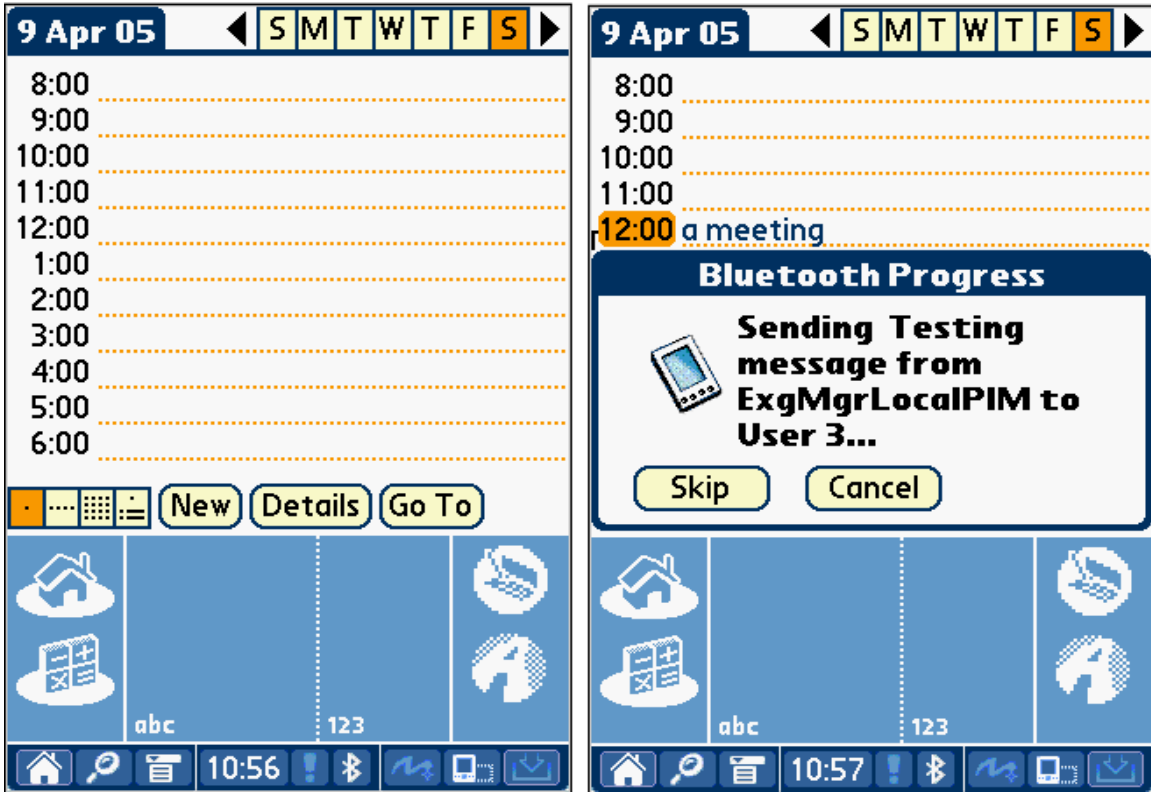 9 Apr 05 S M T W T F S
8:00
9:00
10:00
11:00
12:00
1:00
2:00
3:00
4:00
5:00
6:00
New Details Go To
abc 123
10:56
9 Apr 05 S M T W T F S
8:00
9:00
10:00
11:00
12:00 a meeting
Bluetooth Progress
Sending Testing
message from
ExgMgrLocalPIM to
User 3...
Skip Cancel
abc 123
10:57